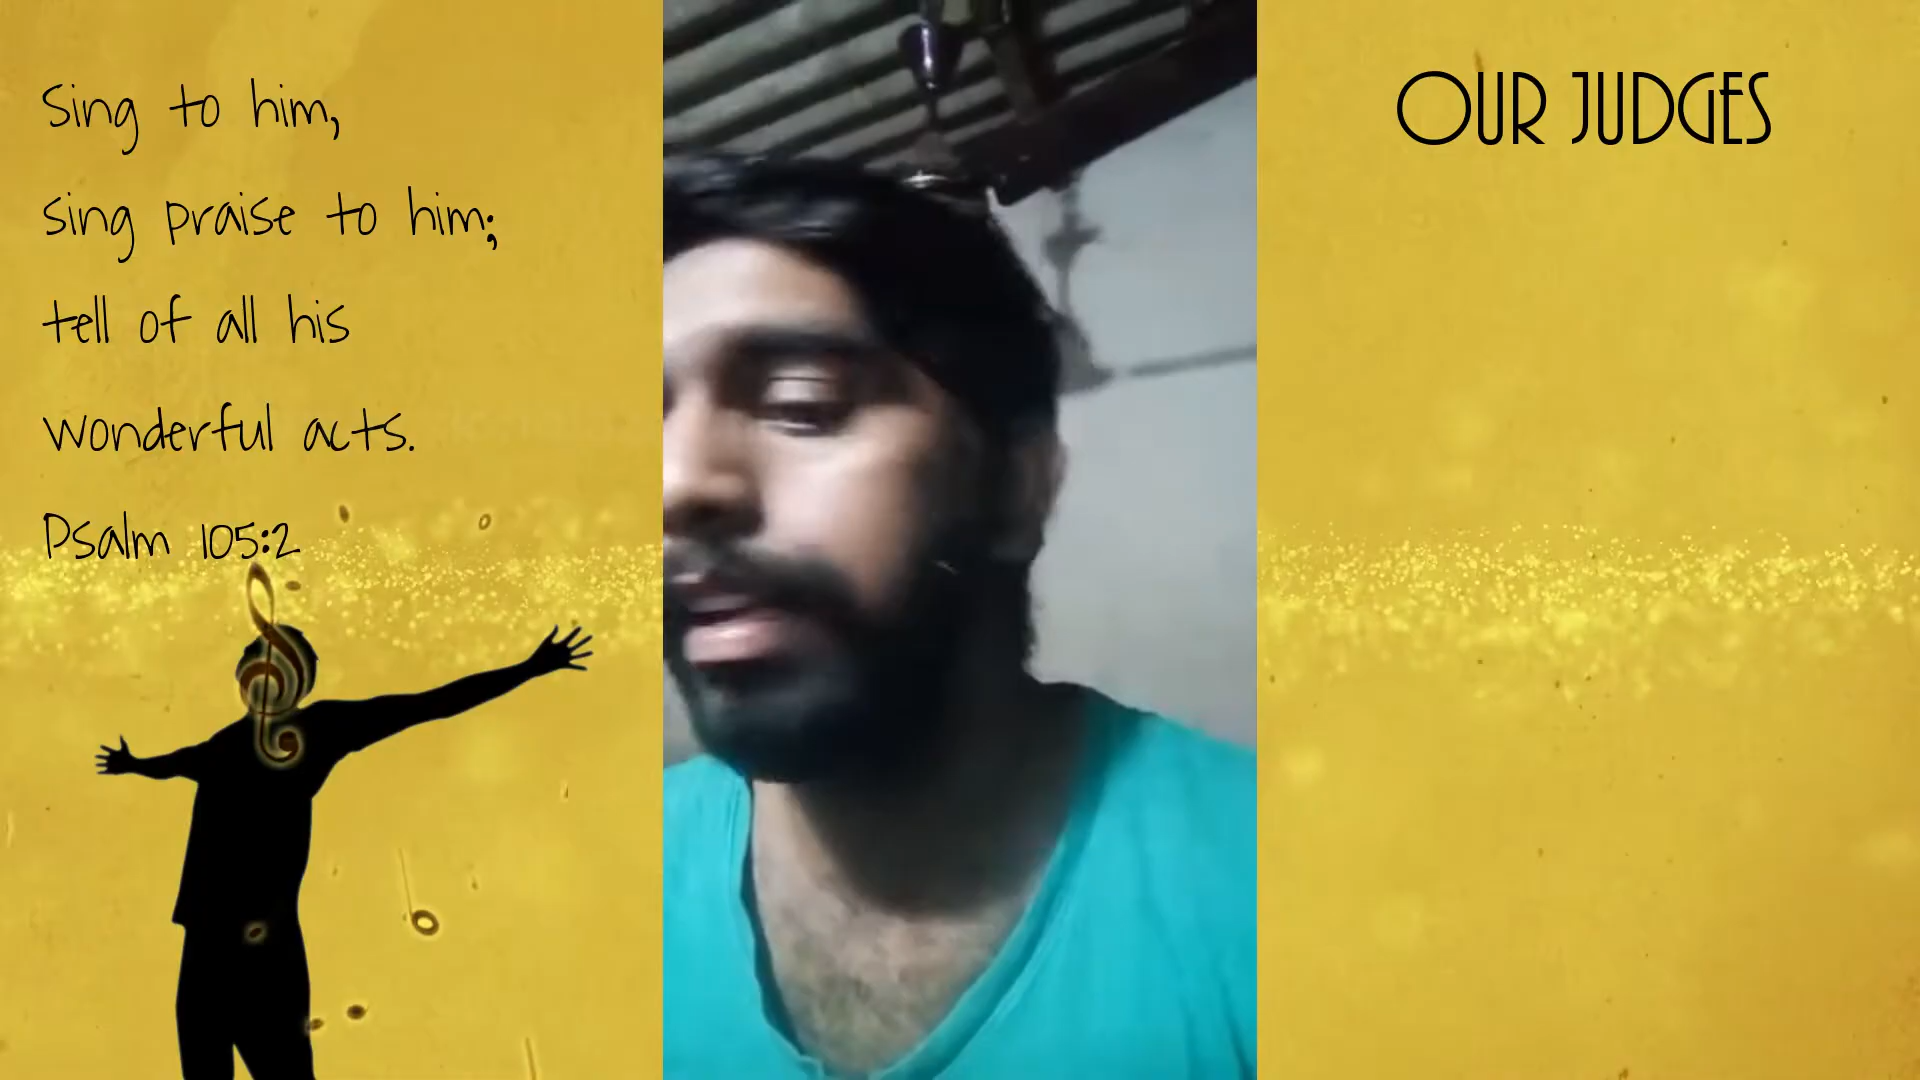 Sing to him,
sing praise to him;
tell of all his
wonderful acts.
Psalm 105:2
OUR JUDGES